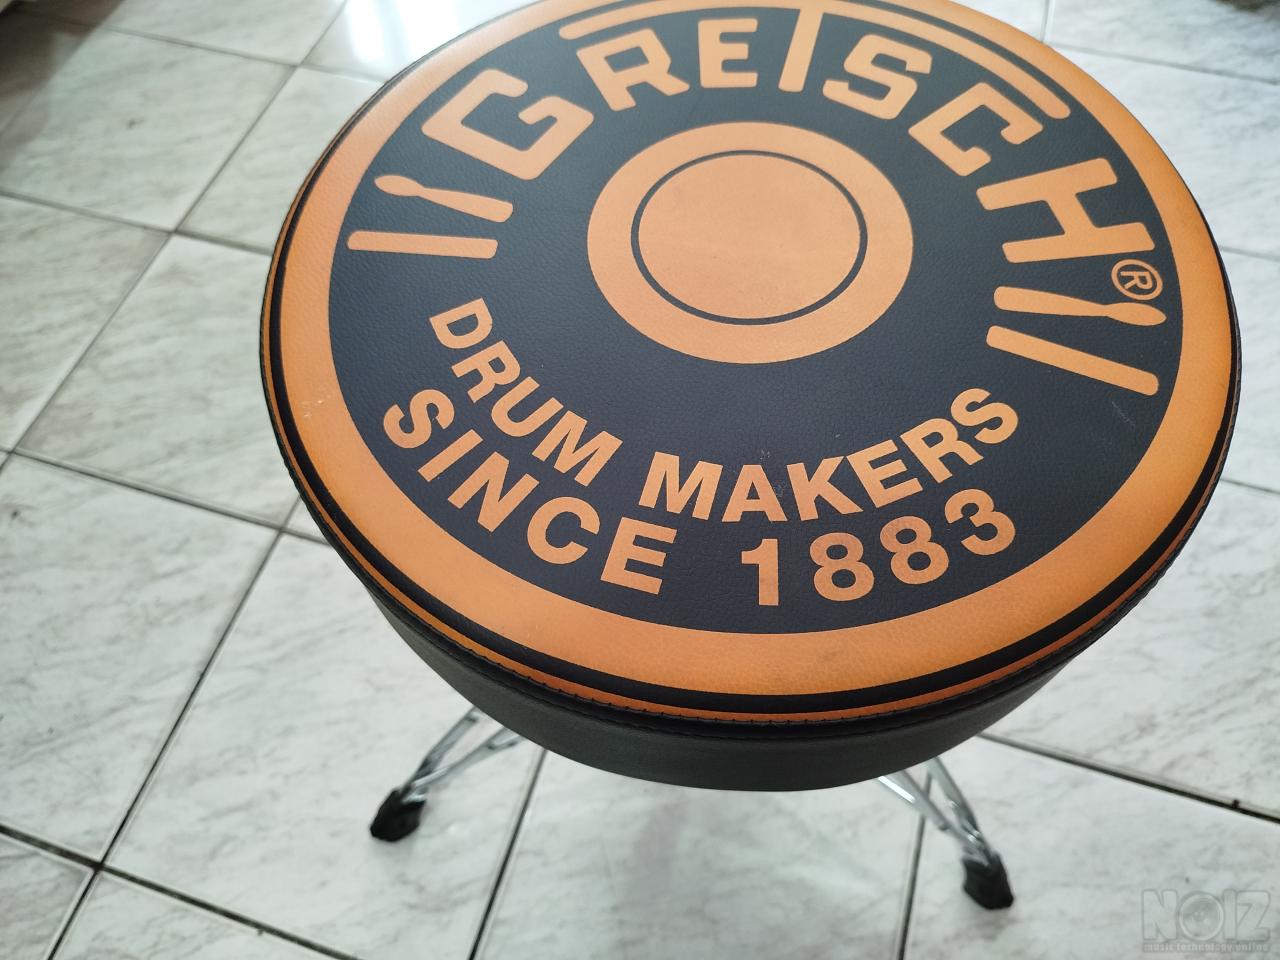 GRETSCH®
DRUM MAKERS
SINCE 1883
NOIZ
music technology online